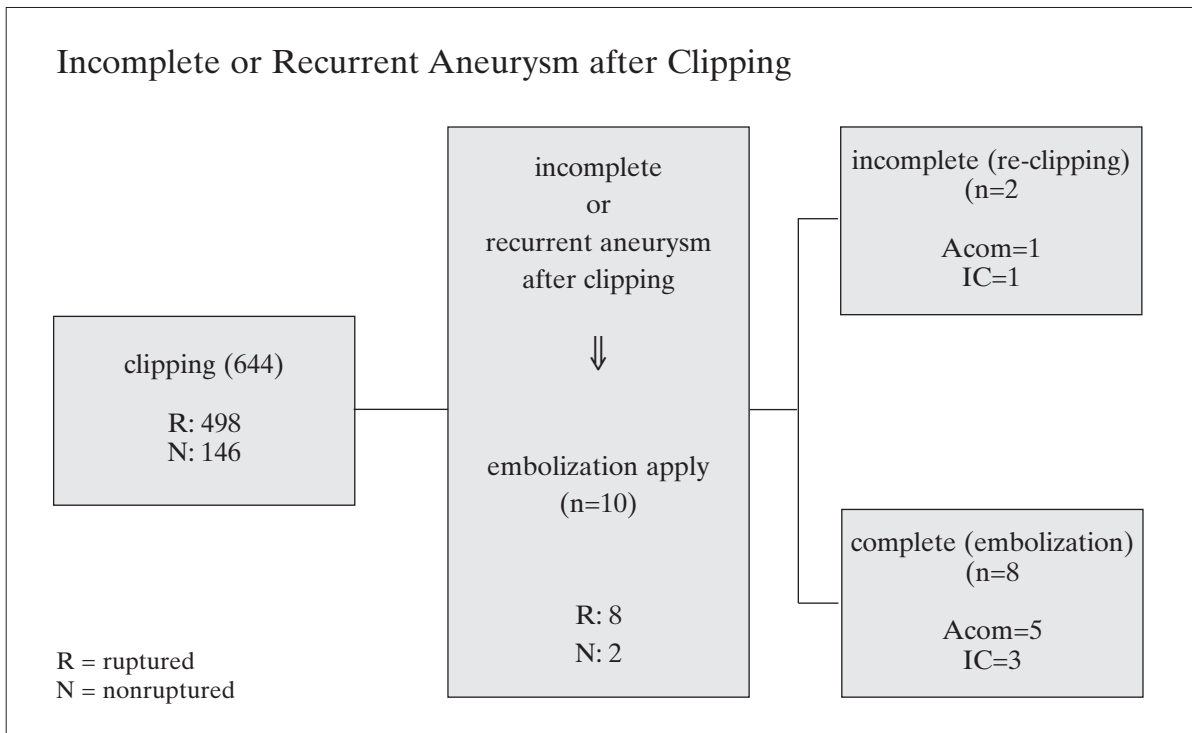 Incomplete or Recurrent Aneurysm after Clipping
clipping (644)
R: 498
N: 146
incomplete
or
recurrent aneurysm
after clipping
⇓
embolization apply
(n=10)
R: 8
N: 2
incomplete (re-clipping)
(n=2
Acom=1
IC=1
complete (embolization)
(n=8
Acom=5
IC=3
R = ruptured
N = nonruptured